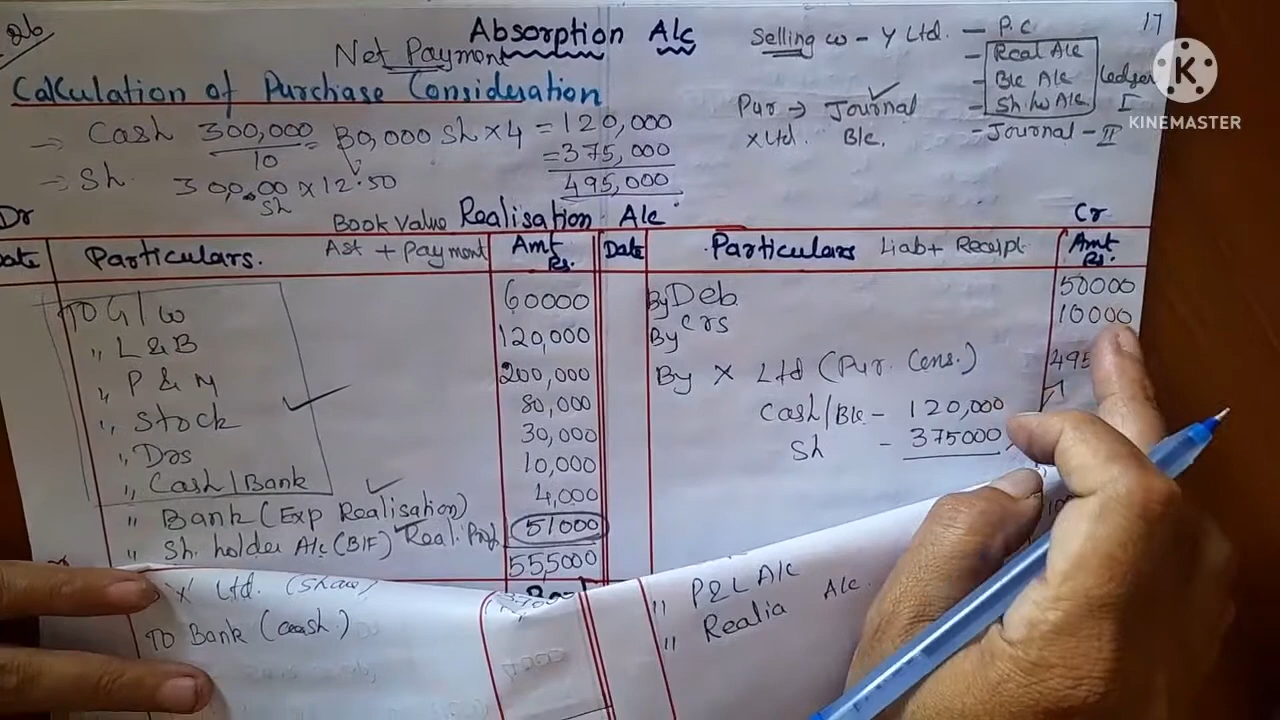 26
Absorption A/c
Net Payment
17
Selling co - Y Ltd. - P.C
- Real A/c
- B/c A/c
- Sh. W A/c
Ledger
I
- Journal - II
Pur → Journal
X Ltd. B/c.
KINEMASTER
Calculation of Purchase Consideration
→ Cash 300,000 / 10 = 30,000 sh × 4 = 120,000
→ Sh. 300,00 sh × 12.50 = 375,000
495,000
Dr Book Value Realisation A/c Cr
Date Particulars. Ast + Payment Amt Rs. Date Particulars Liab + Receipt Amt Rs.
To G/w 60000
" L & B 120,000
" P & M 200,000
" Stock 80,000
" Drs 30,000
" Cash/Bank 10,000
" Bank (Exp Realisation) 4,000
" Sh. holder A/c (B/F) Real. Prof. 51000
555000
By Deb 50000
By Crs 10000
By X Ltd (Pur. Cons.) 495
Cash/B/c - 120,000
Sh - 375000
X Ltd. (Share)
To Bank (cash.)
" P&L A/c
" Realia A/c.